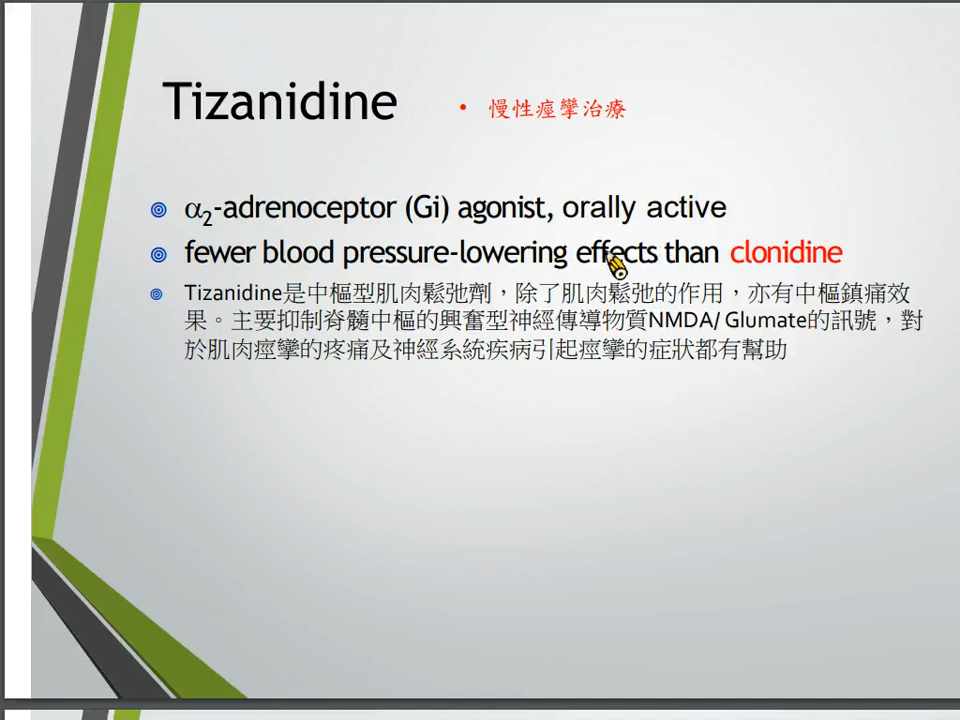 Tizanidine
• 慢性痙攣治療
α2-adrenoceptor (Gi) agonist, orally active
fewer blood pressure-lowering effects than clonidine
Tizanidine是中樞型肌肉鬆弛劑，除了肌肉鬆弛的作用，亦有中樞鎮痛效
果。主要抑制脊髓中樞的興奮型神經傳導物質NMDA/ Glumate的訊號，對
於肌肉痙攣的疼痛及神經系統疾病引起痙攣的症狀都有幫助